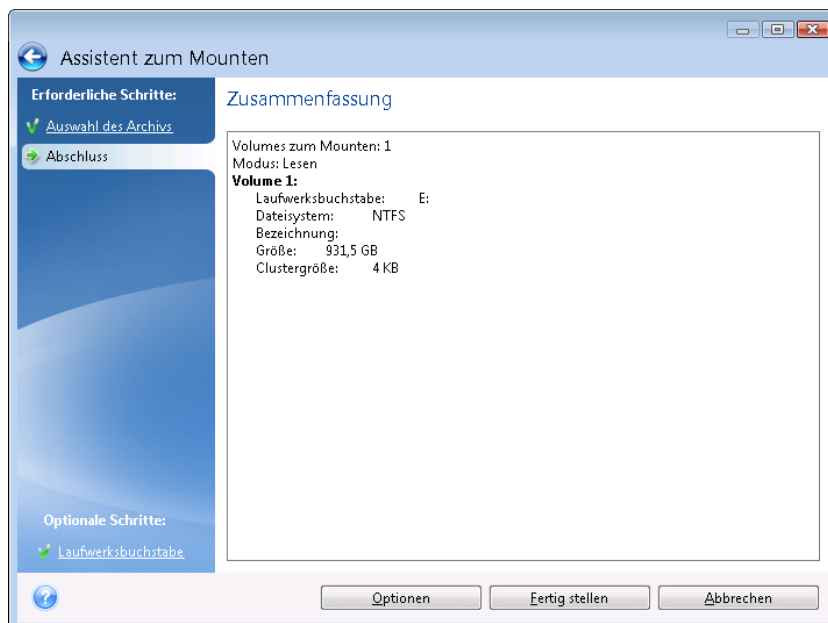 Assistent zum Mounten
Erforderliche Schritte:
Auswahl des Archivs
Abschluss
Zusammenfassung
Volumes zum Mounten: 1
Modus: Lesen
Volume 1:
Laufwerksbuchstabe: E:
Dateisystem: NTFS
Bezeichnung:
Größe: 931,5 GB
Clustergröße: 4 KB
Optionale Schritte:
Laufwerksbuchstabe
?
Optionen
Fertig stellen
Abbrechen